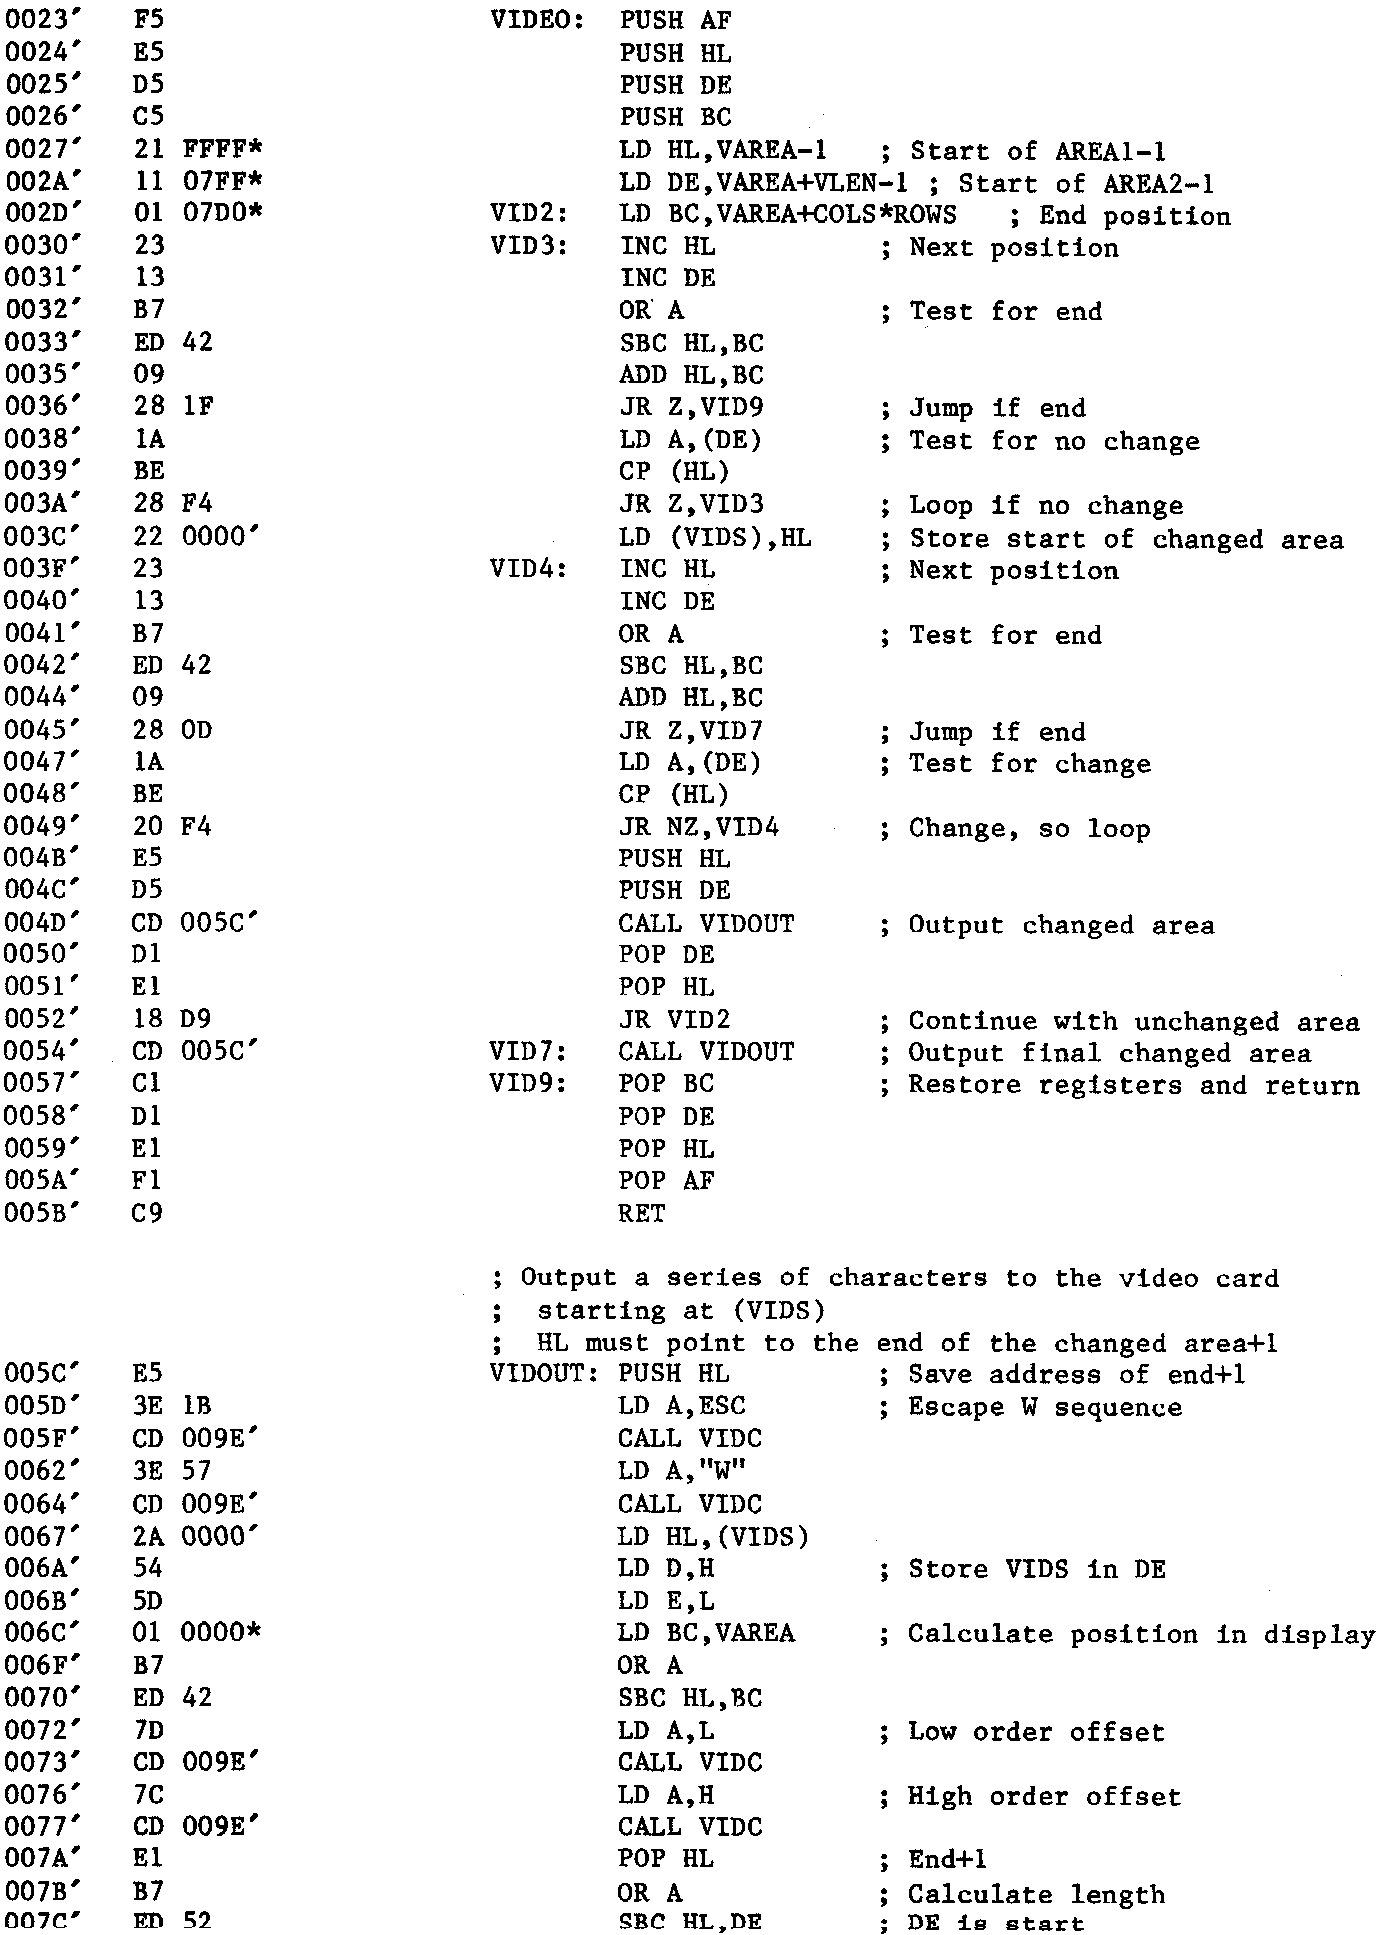 0023′ F5 VIDEO: PUSH AF
0024′ E5 PUSH HL
0025′ D5 PUSH DE
0026′ C5 PUSH BC
0027′ 21 FFFF* LD HL,VAREA-1 ; Start of AREA1-1
002A′ 11 07FF* LD DE,VAREA+VLEN-1 ; Start of AREA2-1
002D′ 01 07D0* VID2: LD BC,VAREA+COLS*ROWS ; End position
0030′ 23 VID3: INC HL ; Next position
0031′ 13 INC DE
0032′ B7 OR A ; Test for end
0033′ ED 42 SBC HL,BC
0035′ 09 ADD HL,BC
0036′ 28 1F JR Z,VID9 ; Jump if end
0038′ 1A LD A,(DE) ; Test for no change
0039′ BE CP (HL)
003A′ 28 F4 JR Z,VID3 ; Loop if no change
003C′ 22 0000′ LD (VIDS),HL ; Store start of changed area
003F′ 23 VID4: INC HL ; Next position
0040′ 13 INC DE
0041′ B7 OR A ; Test for end
0042′ ED 42 SBC HL,BC
0044′ 09 ADD HL,BC
0045′ 28 0D JR Z,VID7 ; Jump if end
0047′ 1A LD A,(DE) ; Test for change
0048′ BE CP (HL)
0049′ 20 F4 JR NZ,VID4 ; Change, so loop
004B′ E5 PUSH HL
004C′ D5 PUSH DE
004D′ CD 005C′ CALL VIDOUT ; Output changed area
0050′ D1 POP DE
0051′ E1 POP HL
0052′ 18 D9 JR VID2 ; Continue with unchanged area
0054′ CD 005C′ VID7: CALL VIDOUT ; Output final changed area
0057′ C1 VID9: POP BC ; Restore registers and return
0058′ D1 POP DE
0059′ E1 POP HL
005A′ F1 POP AF
005B′ C9 RET
; Output a series of characters to the video card
; starting at (VIDS)
; HL must point to the end of the changed area+1
005C′ E5 VIDOUT: PUSH HL ; Save address of end+1
005D′ 3E 1B LD A,ESC ; Escape W sequence
005F′ CD 009E′ CALL VIDC
0062′ 3E 57 LD A,"W"
0064′ CD 009E′ CALL VIDC
0067′ 2A 0000′ LD HL,(VIDS)
006A′ 54 LD D,H ; Store VIDS in DE
006B′ 5D LD E,L
006C′ 01 0000* LD BC,VAREA ; Calculate position in display
006F′ B7 OR A
0070′ ED 42 SBC HL,BC
0072′ 7D LD A,L ; Low order offset
0073′ CD 009E′ CALL VIDC
0076′ 7C LD A,H ; High order offset
0077′ CD 009E′ CALL VIDC
007A′ E1 POP HL ; End+1
007B′ B7 OR A ; Calculate length
007C′ ED 52 SBC HL,DE ; DE is start